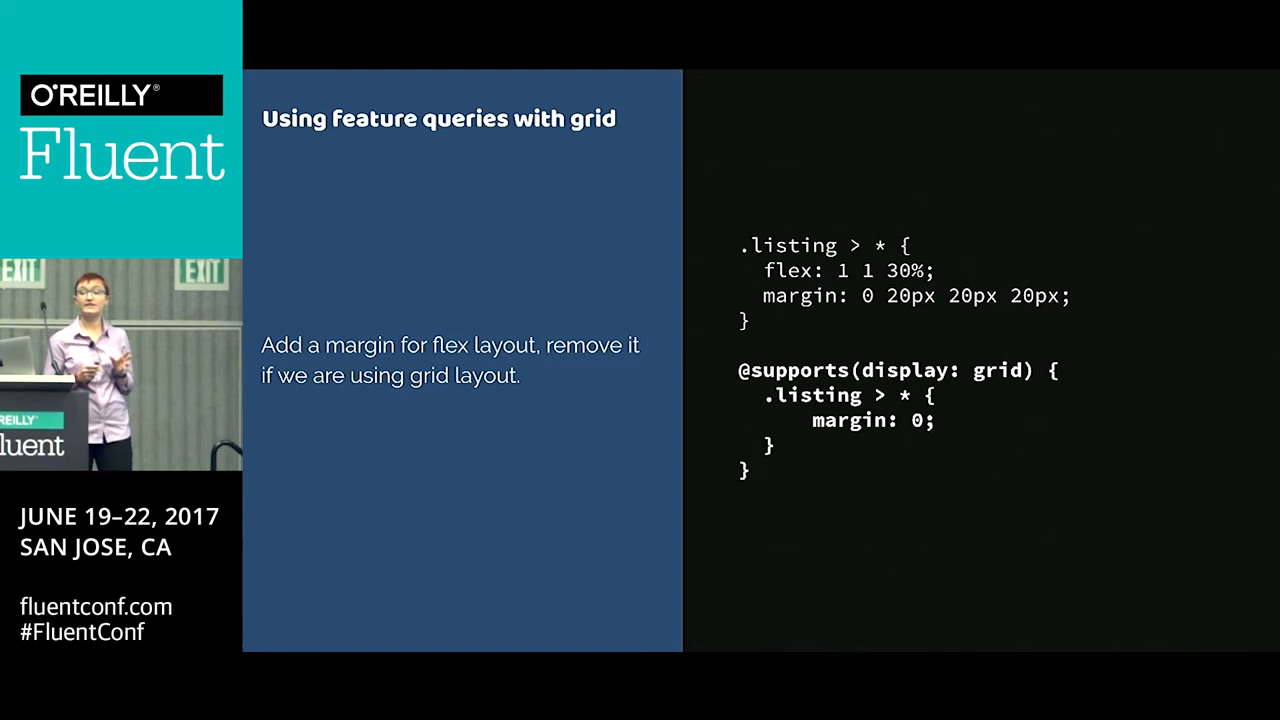 O'REILLY®
Fluent
EXIT
EXIT
REILLY
luent
JUNE 19–22, 2017
SAN JOSE, CA
fluentconf.com
#FluentConf
Using feature queries with grid
Add a margin for flex layout, remove it
if we are using grid layout.
.listing > * {
  flex: 1 1 30%;
  margin: 0 20px 20px 20px;
}
@supports(display: grid) {
  .listing > * {
      margin: 0;
  }
}